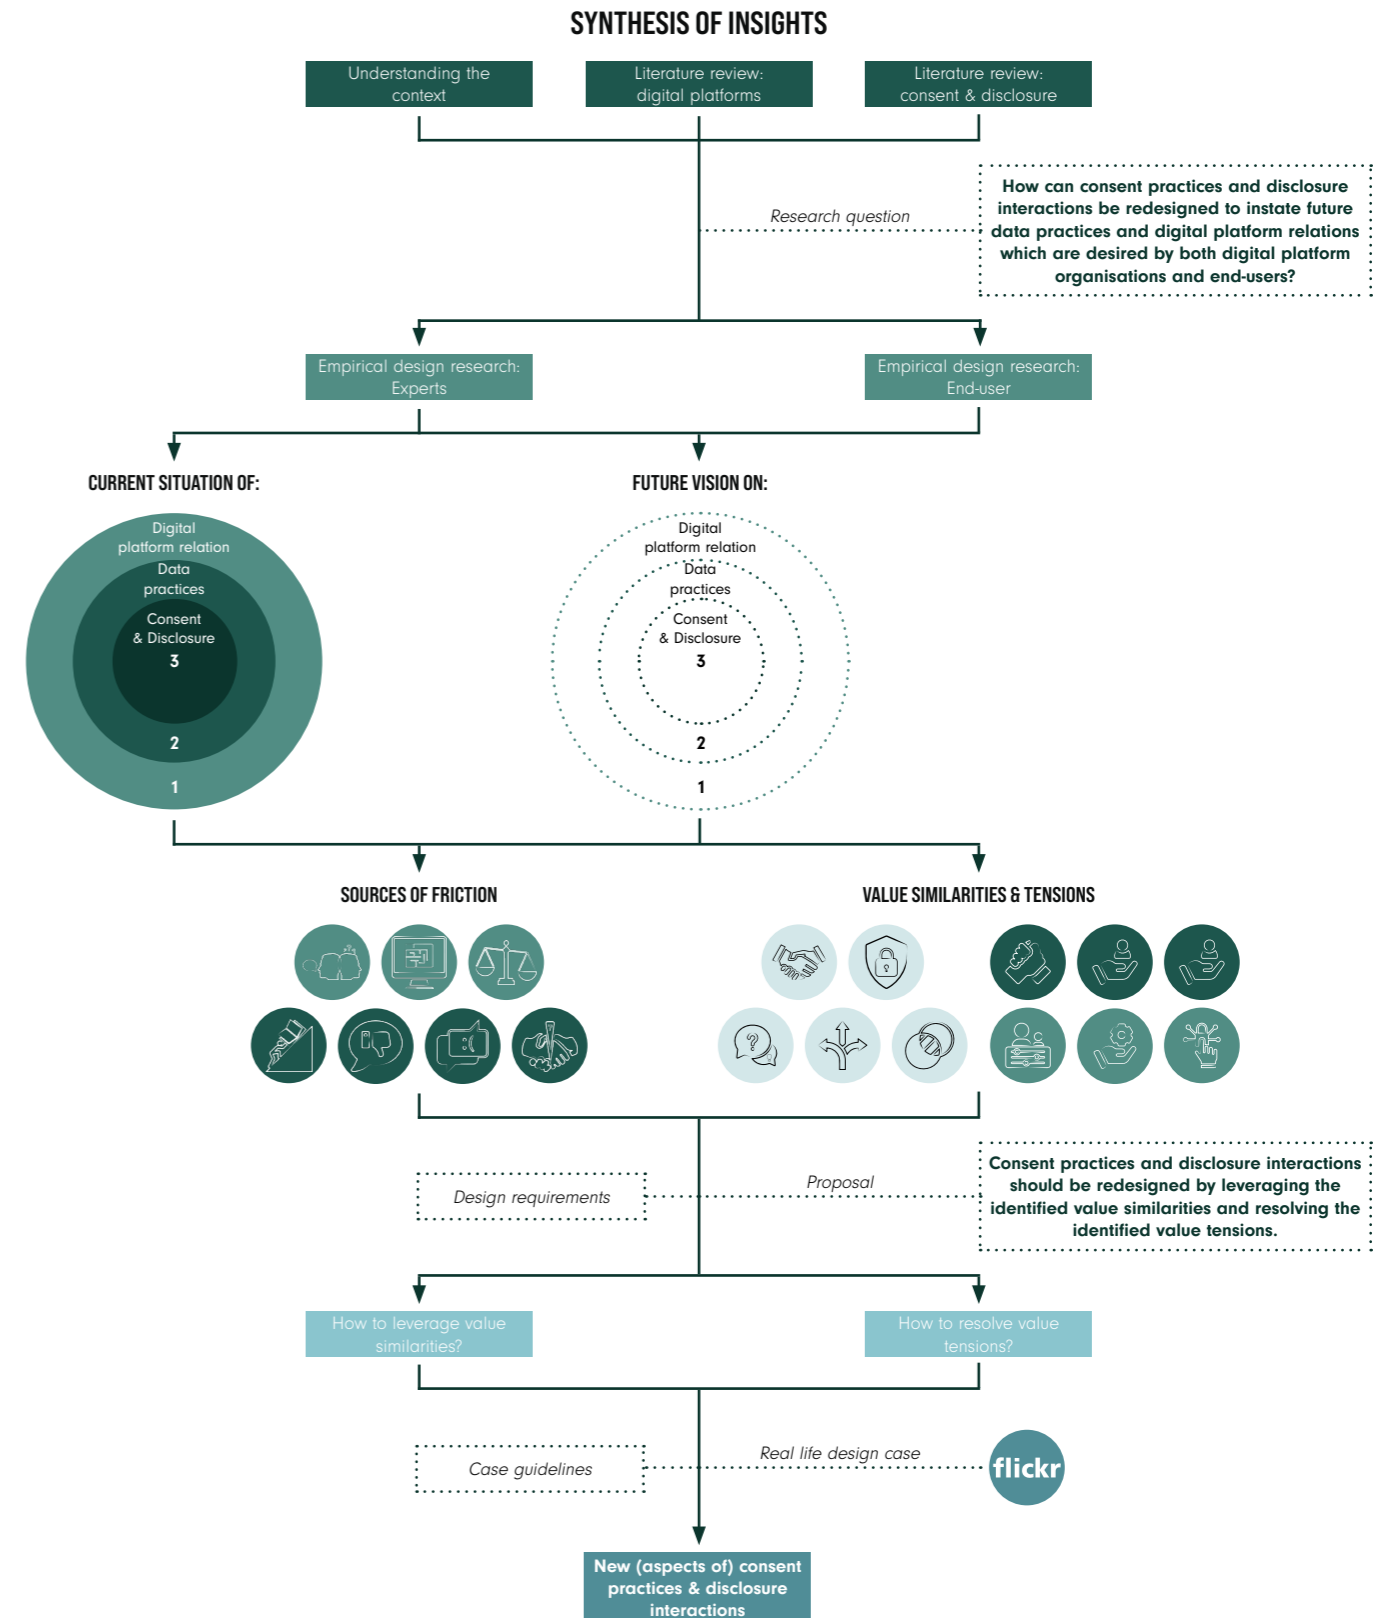 SYNTHESIS OF INSIGHTS
Understanding the
context
Literature review:
digital platforms
Literature review:
consent & disclosure
How can consent practices and disclosure
interactions be redesigned to instate future
data practices and digital platform relations
which are desired by both digital platform
organisations and end-users?
Research question
Empirical design research:
Experts
Empirical design research:
End-user
CURRENT SITUATION OF:
Digital
platform relation
Data
practices
Consent
& Disclosure
3
2
1
FUTURE VISION ON:
Digital
platform relation
Data
practices
Consent
& Disclosure
3
2
1
SOURCES OF FRICTION
VALUE SIMILARITIES & TENSIONS
?
Design requirements
Proposal
Consent practices and disclosure interactions
should be redesigned by leveraging the
identified value similarities and resolving the
identified value tensions.
How to leverage value
similarities?
How to resolve value
tensions?
Case guidelines
Real life design case
flickr
New (aspects of) consent
practices & disclosure
interactions